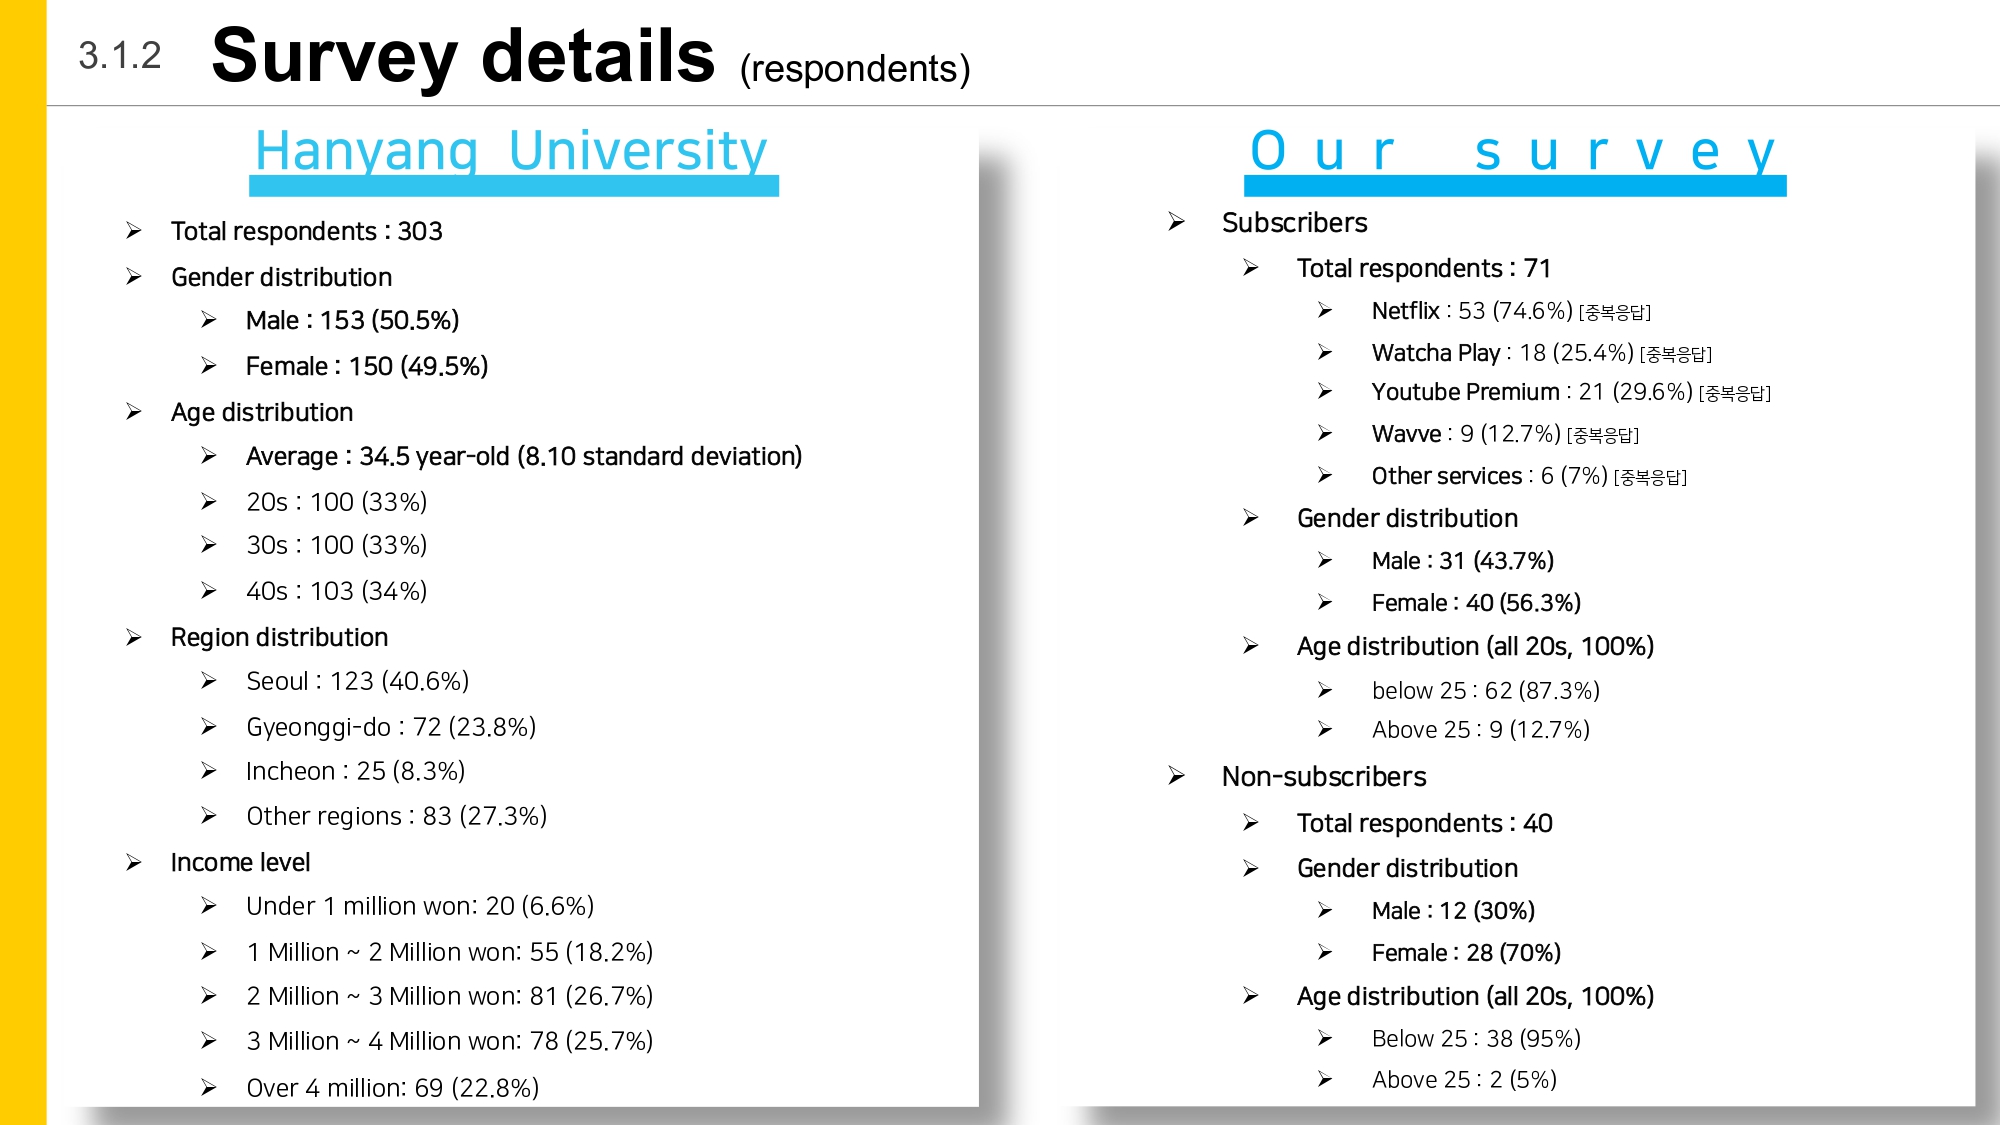 3.1.2 Survey details (respondents)
Hanyang University
Total respondents : 303
Gender distribution
Male : 153 (50.5%)
Female : 150 (49.5%)
Age distribution
Average : 34.5 year-old (8.10 standard deviation)
20s : 100 (33%)
30s : 100 (33%)
40s : 103 (34%)
Region distribution
Seoul : 123 (40.6%)
Gyeonggi-do : 72 (23.8%)
Incheon : 25 (8.3%)
Other regions : 83 (27.3%)
Income level
Under 1 million won: 20 (6.6%)
1 Million ~ 2 Million won: 55 (18.2%)
2 Million ~ 3 Million won: 81 (26.7%)
3 Million ~ 4 Million won: 78 (25.7%)
Over 4 million: 69 (22.8%)
Our survey
Subscribers
Total respondents : 71
Netflix : 53 (74.6%) [중복응답]
Watcha Play : 18 (25.4%) [중복응답]
Youtube Premium : 21 (29.6%) [중복응답]
Wavve : 9 (12.7%) [중복응답]
Other services : 6 (7%) [중복응답]
Gender distribution
Male : 31 (43.7%)
Female : 40 (56.3%)
Age distribution (all 20s, 100%)
below 25 : 62 (87.3%)
Above 25 : 9 (12.7%)
Non-subscribers
Total respondents : 40
Gender distribution
Male : 12 (30%)
Female : 28 (70%)
Age distribution (all 20s, 100%)
Below 25 : 38 (95%)
Above 25 : 2 (5%)